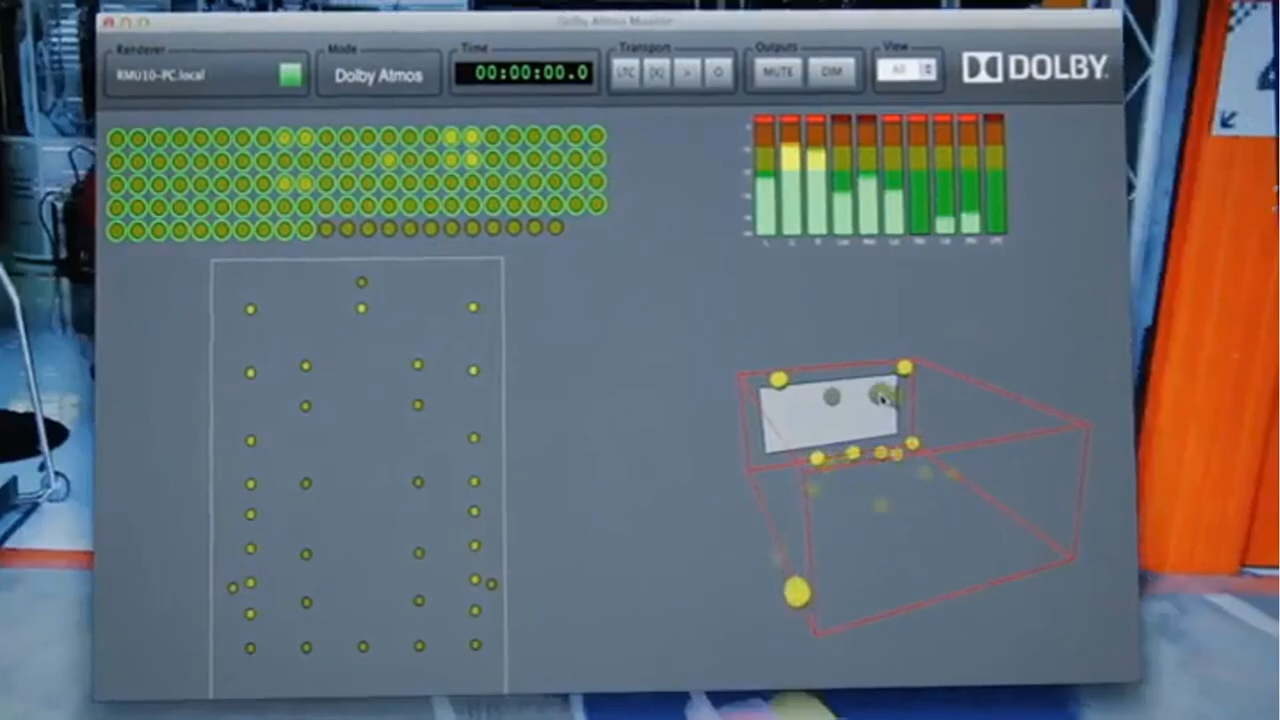 Dolby Atmos Monitor
Renderer
Mode
Time
Transport
Outputs
View
RMU10-PC.local
Dolby Atmos
00:00:00.0
LTC
>
MUTE
DIM
All
DOLBY